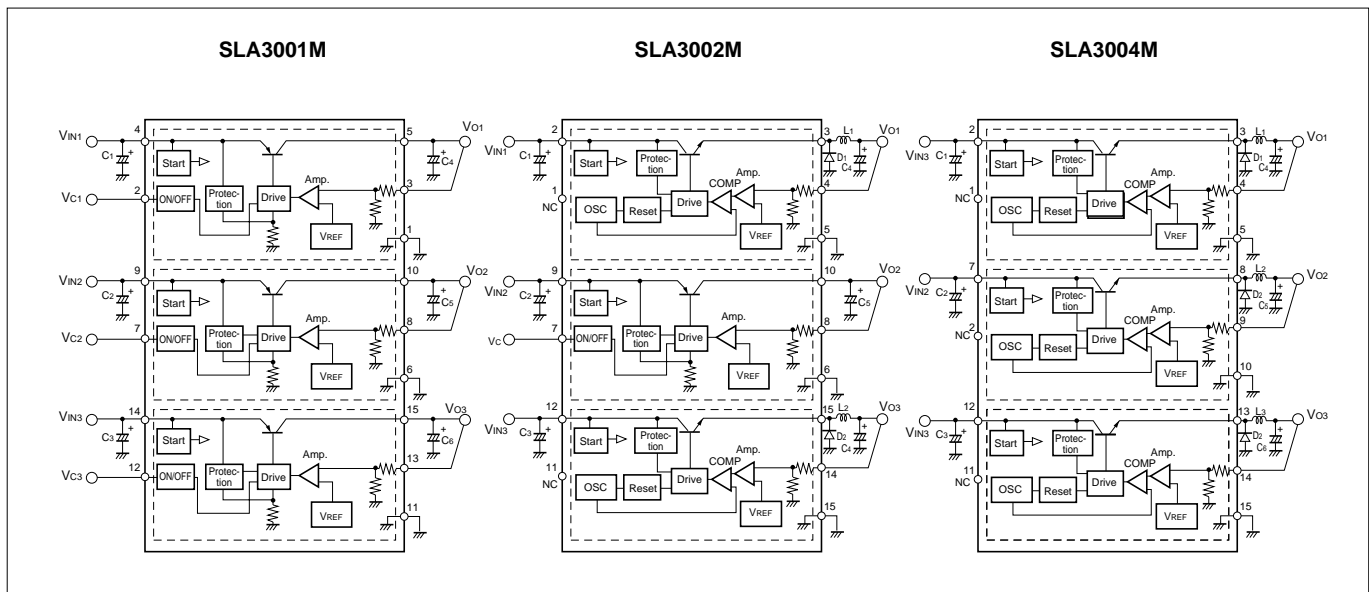 SLA3001M
4
VIN1
C1
+
Start
2
VC1
ON/OFF
Protec-
tion
Drive
Amp.
VREF
5
VO1
+
C4
3
1
9
VIN2
C2
+
Start
7
VC2
ON/OFF
Protec-
tion
Drive
Amp.
VREF
10
VO2
+
C5
8
6
14
VIN3
C3
+
Start
12
VC3
ON/OFF
Protec-
tion
Drive
Amp.
VREF
15
VO3
+
C6
13
11
SLA3002M
2
VIN1
C1
+
Start
Protec-
tion
1
NC
OSC
Reset
Drive
COMP
Amp.
VREF
3
L1
VO1
D1
+
C4
4
5
9
VIN2
C2
+
Start
7
VC
ON/OFF
Protec-
tion
Drive
Amp.
VREF
10
VO2
+
C5
8
6
12
VIN3
C3
+
Start
Protec-
tion
11
NC
OSC
Reset
Drive
COMP
Amp.
VREF
15
L2
VO3
D2
+
C4
14
15
SLA3004M
2
VIN3
C1
+
Start
Protec-
tion
1
NC
OSC
Reset
Drive
COMP
Amp.
VREF
3
L1
VO1
D1
+
C4
4
5
7
VIN2
C2
+
Start
Protec-
tion
2
NC
OSC
Reset
Drive
COMP
Amp.
VREF
8
L2
VO2
D2
+
C5
9
10
12
VIN3
C3
+
Start
Protec-
tion
11
NC
OSC
Reset
Drive
COMP
Amp.
VREF
13
L3
VO3
D2
+
C6
14
15